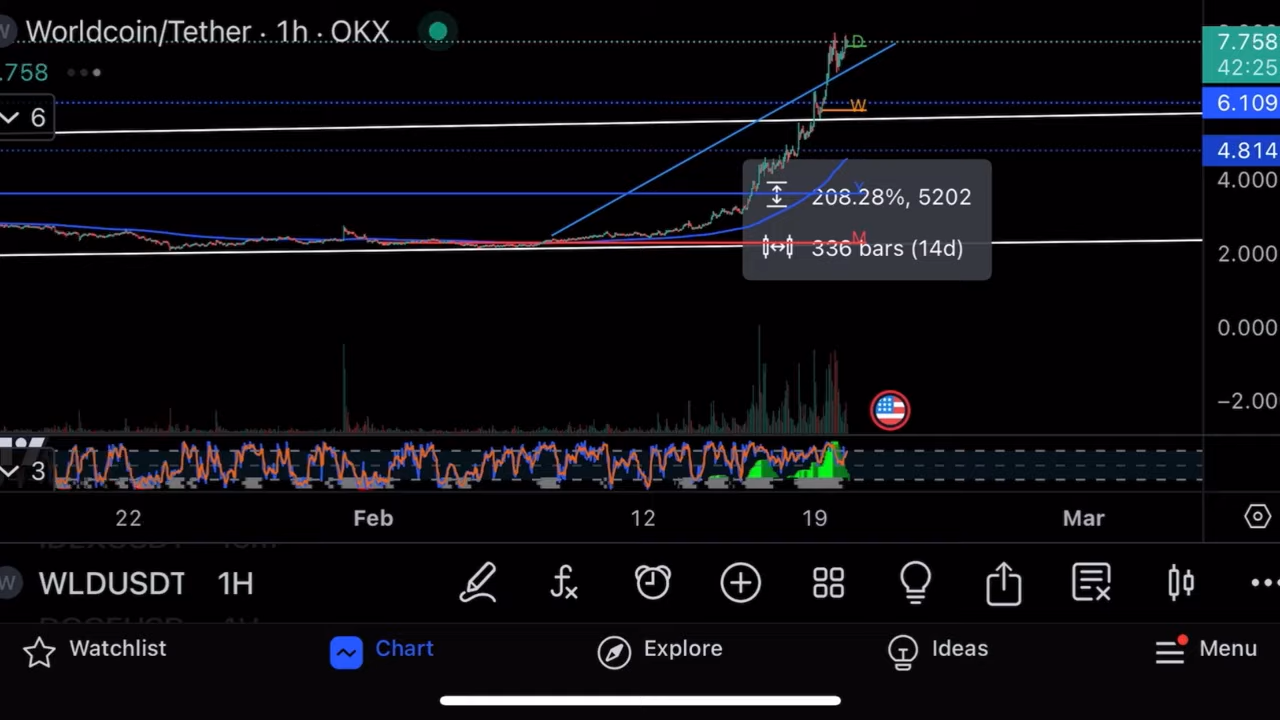 Worldcoin/Tether · 1h · OKX
.758
6
7.758
42:25
6.109
4.814
4.000
2.000
0.000
−2.00
D
W
Y
M
208.28%, 5202
336 bars (14d)
3
22 Feb 12 19 Mar
W WLDUSDT 1H
Watchlist Chart Explore Ideas Menu